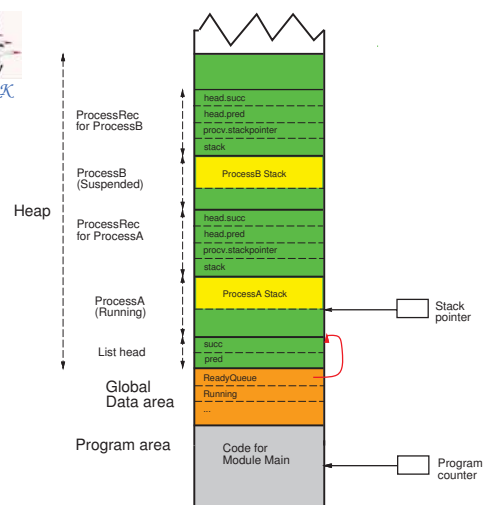 K
head.succ
head.pred
procv.stackpointer
stack
ProcessRec
for ProcessB
ProcessB Stack
ProcessB
(Suspended)
Heap
head.succ
head.pred
procv.stackpointer
stack
ProcessRec
for ProcessA
ProcessA Stack
ProcessA
(Running)
Stack
pointer
List head
succ
pred
Global
Data area
ReadyQueue
Running
...
Program area
Code for
Module Main
Program
counter